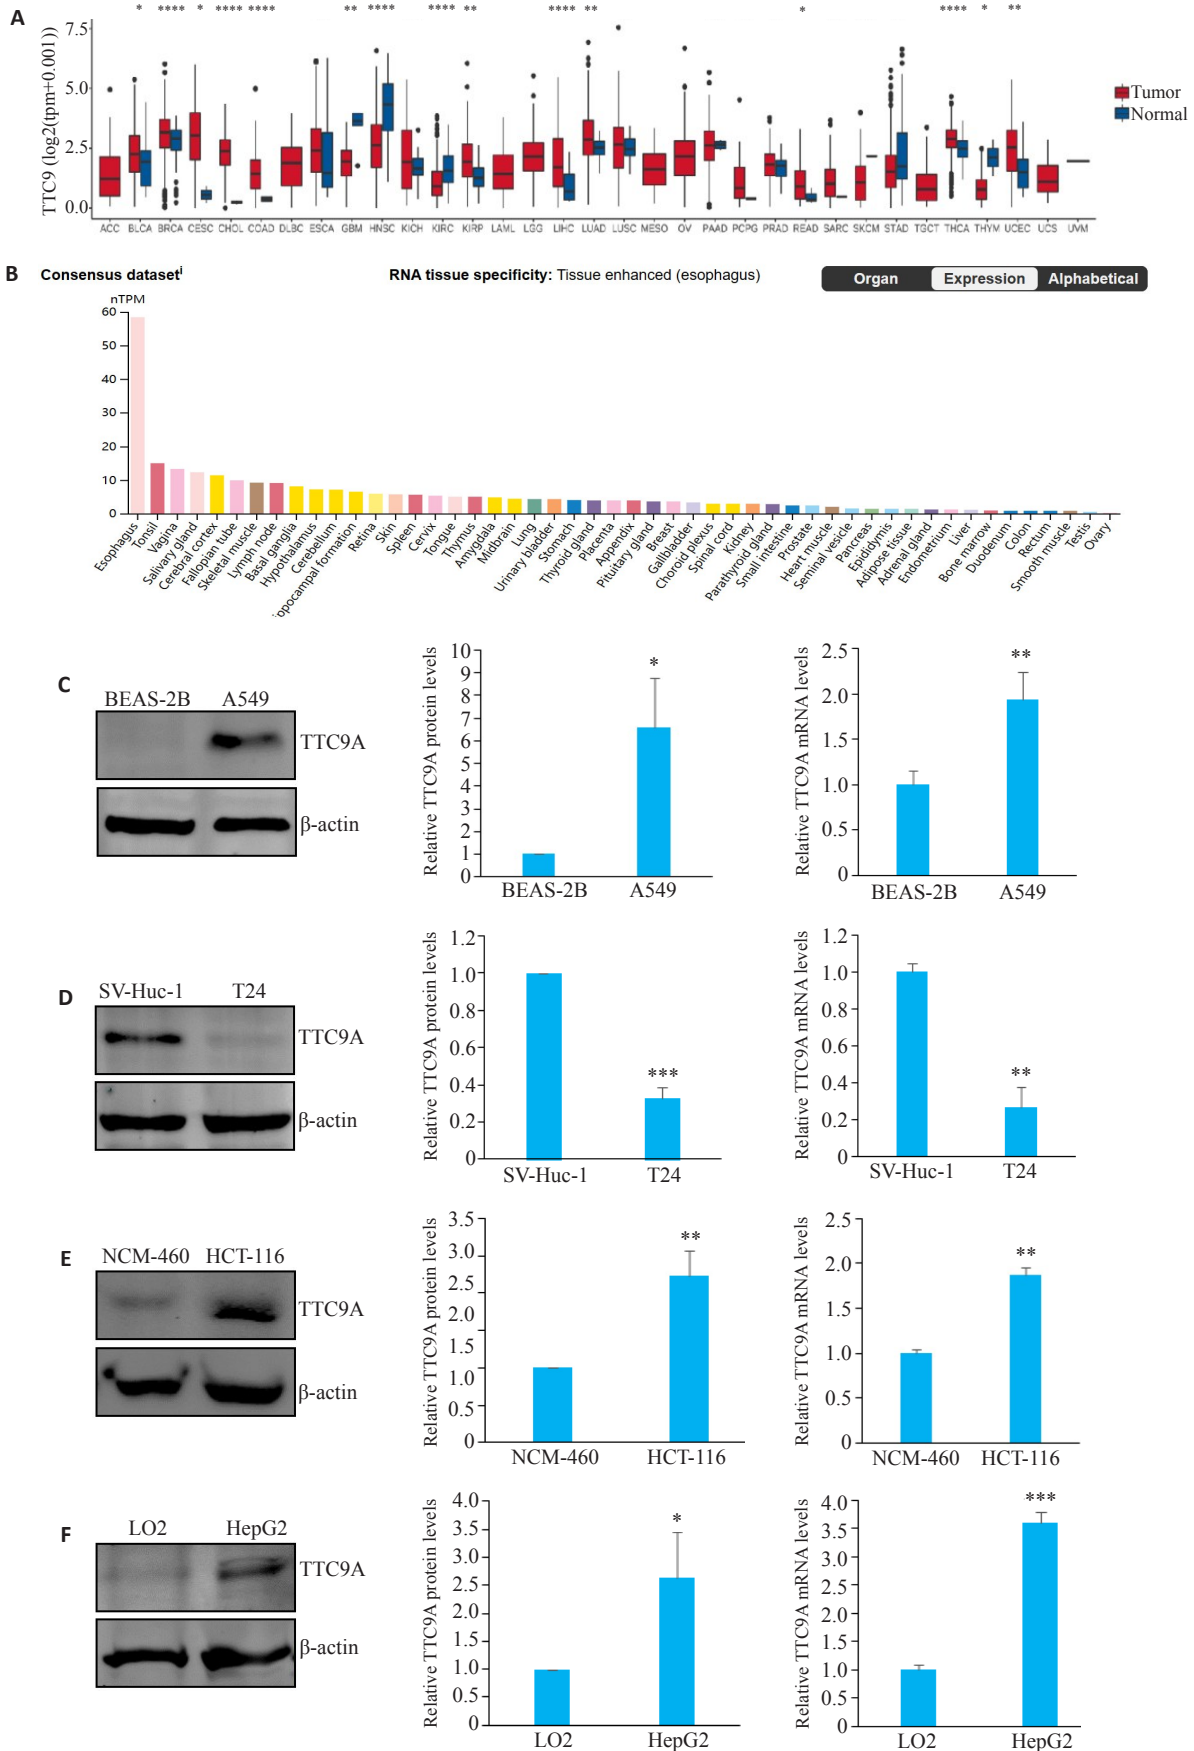 A
* **** * **** **** ** **** **** ** **** ** * **** * **
TTC9 (log2(tpm+0.001))
7.5
5.0
2.5
0.0
Tumor
Normal
ACC BLCA BRCA CESC CHOL COAD DLBC ESCA GBM HNSC KICH KIRC KIRP LAML LGG LIHC LUAD LUSC MESO OV PAAD PCPG PRAD READ SARC SKCM STAD TGCT THCA THYM UCEC UCS UVM
B
Consensus datasetⁱ
RNA tissue specificity: Tissue enhanced (esophagus)
Organ Expression Alphabetical
nTPM
60
50
40
30
20
10
0
Esophagus
Tonsil
Vagina
Salivary gland
Cerebral cortex
Fallopian tube
Skeletal muscle
Lymph node
Basal ganglia
Hypothalamus
Cerebellum
ippocampal formation
Retina
Skin
Spleen
Cervix
Tongue
Thymus
Amygdala
Midbrain
Lung
Urinary bladder
Stomach
Thyroid gland
Placenta
Appendix
Pituitary gland
Breast
Gallbladder
Choroid plexus
Spinal cord
Kidney
Parathyroid gland
Small intestine
Prostate
Heart muscle
Seminal vesicle
Pancreas
Epididymis
Adipose tissue
Adrenal gland
Endometrium
Liver
Bone marrow
Duodenum
Colon
Rectum
Smooth muscle
Testis
Ovary
C
BEAS-2B A549
TTC9A
β-actin
Relative TTC9A protein levels
10
9
8
7
6
5
4
3
2
1
0
*
BEAS-2B A549
Relative TTC9A mRNA levels
2.5
2.0
1.5
1.0
0.5
0
**
BEAS-2B A549
D
SV-Huc-1 T24
TTC9A
β-actin
Relative TTC9A protein levels
1.2
1.0
0.8
0.6
0.4
0.2
0
***
SV-Huc-1 T24
Relative TTC9A mRNA levels
1.2
1.0
0.8
0.6
0.4
0.2
0
**
SV-Huc-1 T24
E
NCM-460 HCT-116
TTC9A
β-actin
Relative TTC9A protein levels
3.5
3.0
2.5
2.0
1.5
1.0
0.5
0
**
NCM-460 HCT-116
Relative TTC9A mRNA levels
2.5
2.0
1.5
1.0
0.5
0
**
NCM-460 HCT-116
F
LO2 HepG2
TTC9A
β-actin
Relative TTC9A protein levels
4.0
3.5
3.0
2.5
2.0
1.5
1.0
0.5
0
*
LO2 HepG2
Relative TTC9A mRNA levels
4.0
3.5
3.0
2.5
2.0
1.5
1.0
0.5
0
***
LO2 HepG2